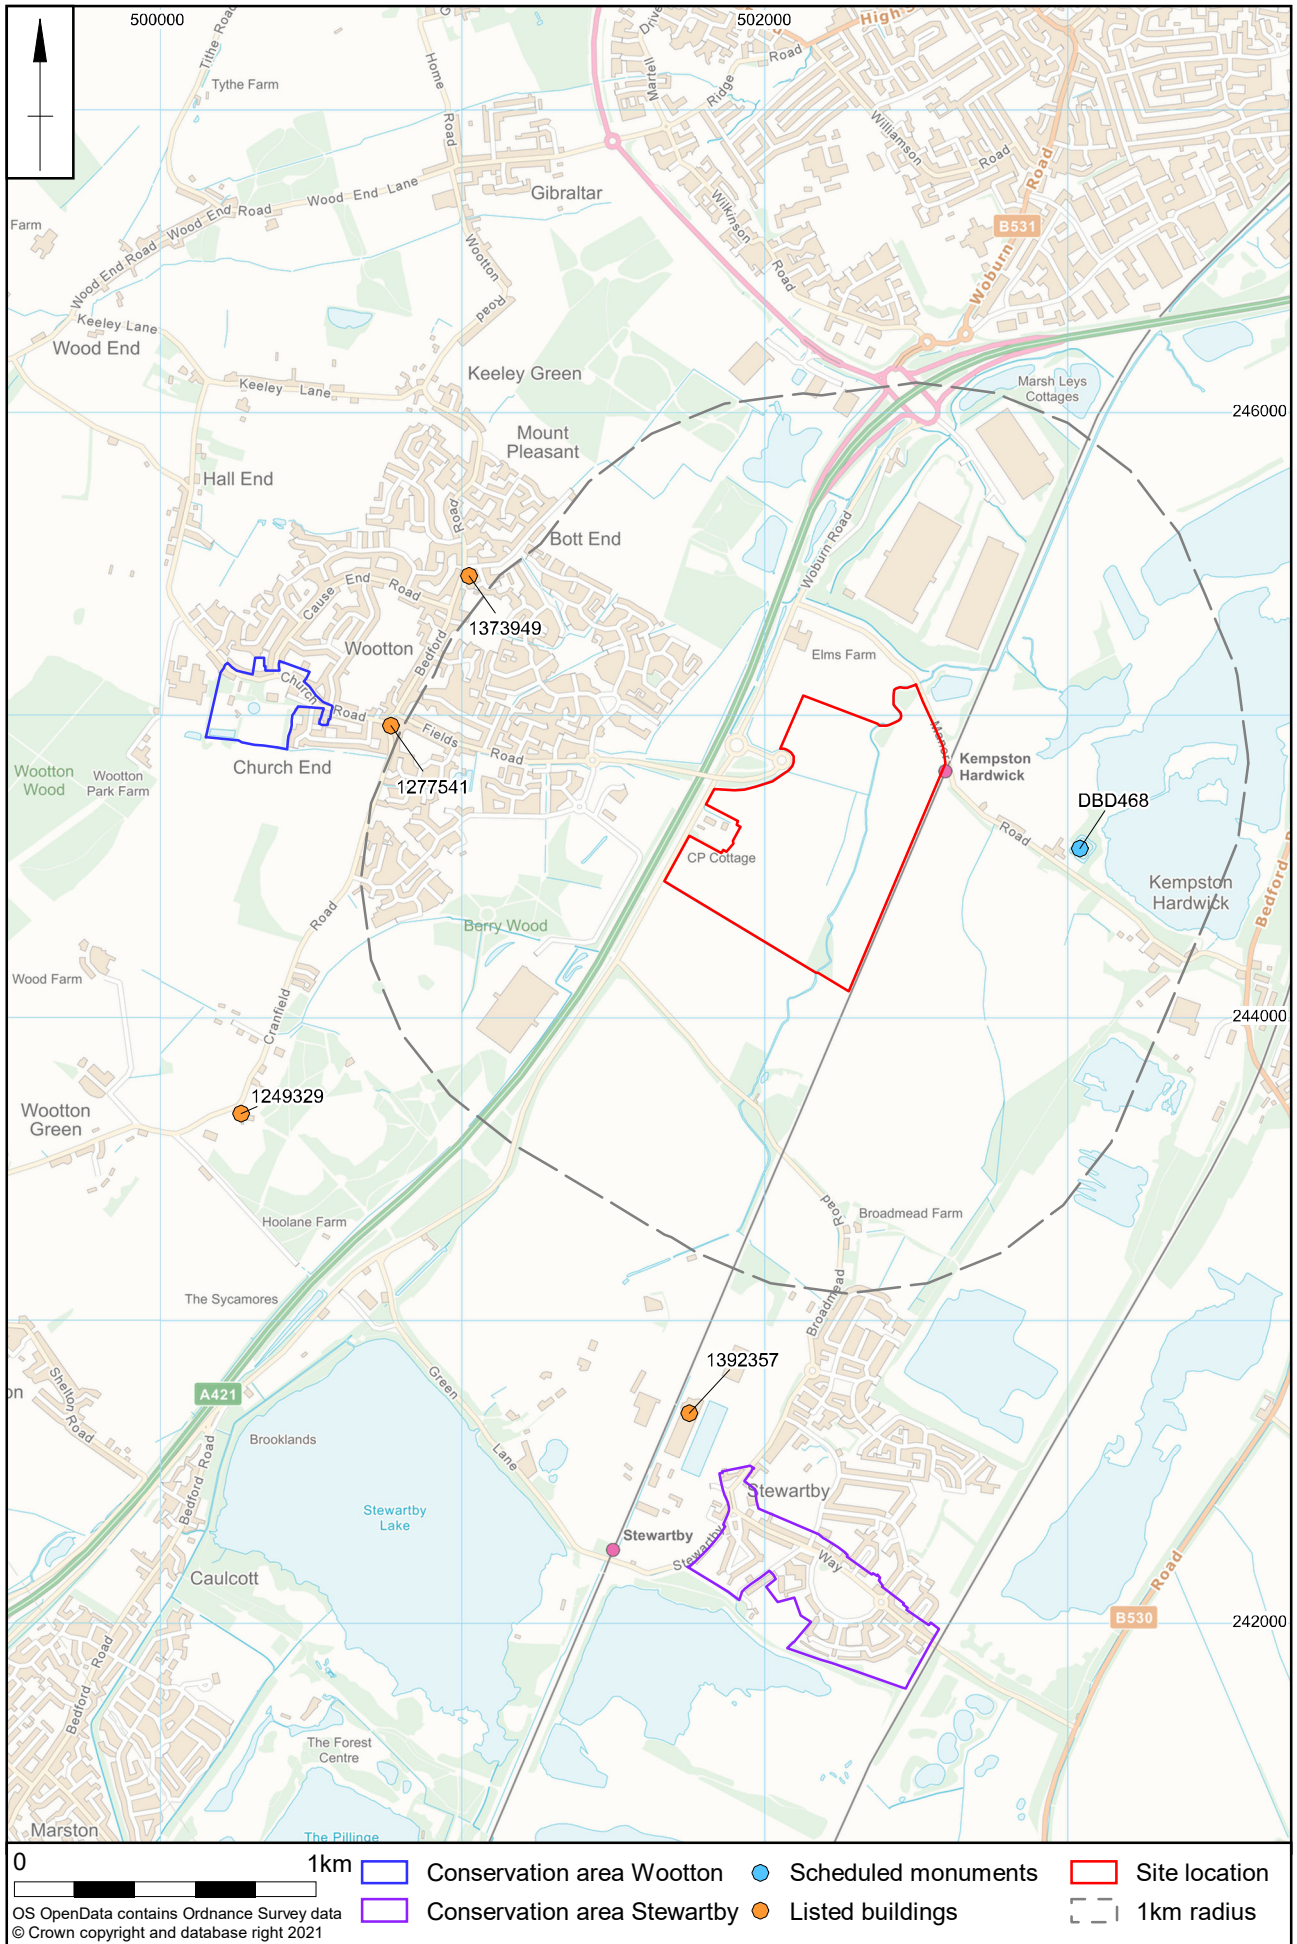 500000
502000
Tithe Road
Tythe Farm
Home
Road
Drive
Martell
Ridge
Road
Williamson
Road
Wood End Lane
Gibraltar
Wood End Road
Wood End Road
Farm
Wilkinson
Road
B531
Woburn
Road
Wootton
Road
Keeley Lane
Wood End
Keeley Lane
Keeley Green
Marsh Leys
Cottages
246000
Mount
Pleasant
Hall End
Road
Bott End
Woburn Road
Cause End Road
1373949
Wootton
Bedford
Elms Farm
Church
Road
Fields
Road
Manor
Kempston
Hardwick
Church End
1277541
Wootton
Wood
Wootton
Park Farm
DBD468
Road
CP Cottage
Kempston
Hardwick
Bedford
Road
Berry Wood
Wood Farm
Cranfield
244000
1249329
Wootton
Green
Road
Broadmead Farm
Hoolane Farm
The Sycamores
Broadmead
1392357
Shelton Road
A421
Green
Lane
Brooklands
Bedford Road
Stewartby
Lake
Stewartby
Stewartby
Stewartby
Way
Caulcott
Road
B530
242000
Bedford Road
The Forest
Centre
Marston
The Pillinge
0
1km
OS OpenData contains Ordnance Survey data
© Crown copyright and database right 2021
Conservation area Wootton
Conservation area Stewartby
Scheduled monuments
Listed buildings
Site location
1km radius